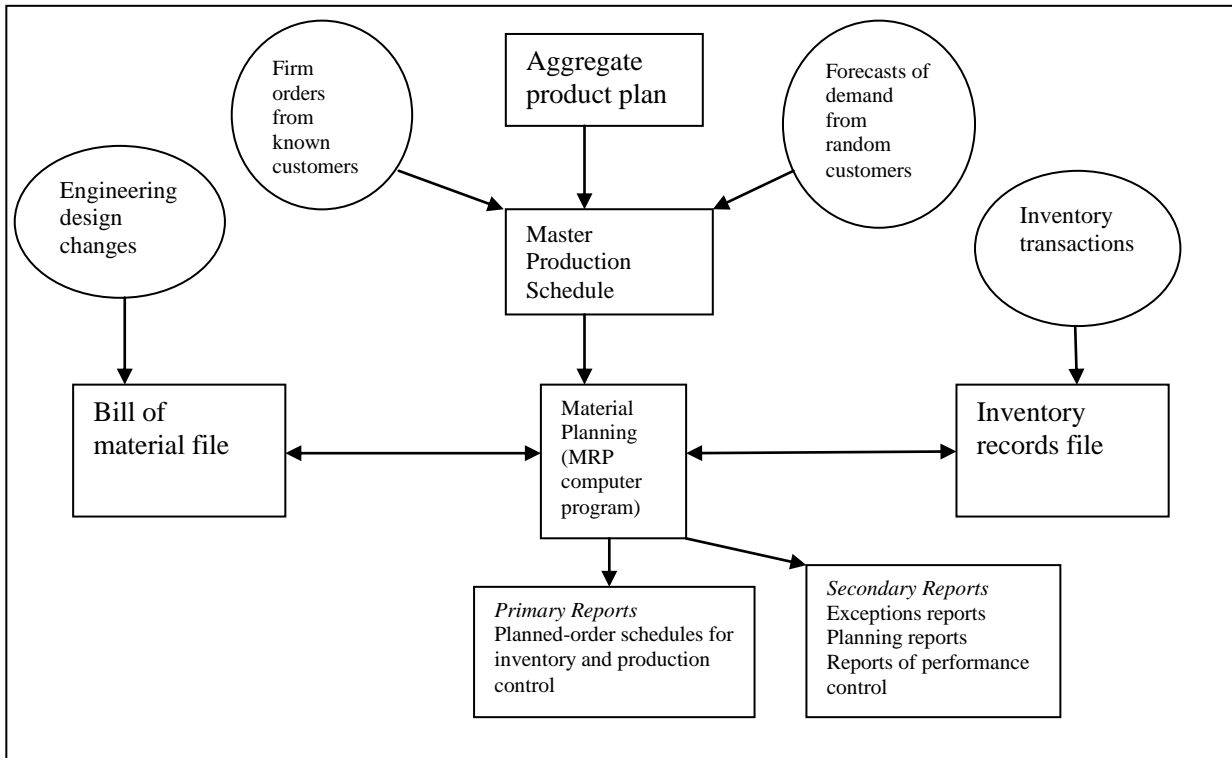 Firm
orders
from
known
customers
Aggregate
product plan
Forecasts of
demand
from
random
customers
Engineering
design
changes
Master
Production
Schedule
Inventory
transactions
Bill of
material file
Material
Planning
(MRP
computer
program)
Inventory
records file
Primary Reports
Planned-order schedules for
inventory and production
control
Secondary Reports
Exceptions reports
Planning reports
Reports of performance
control